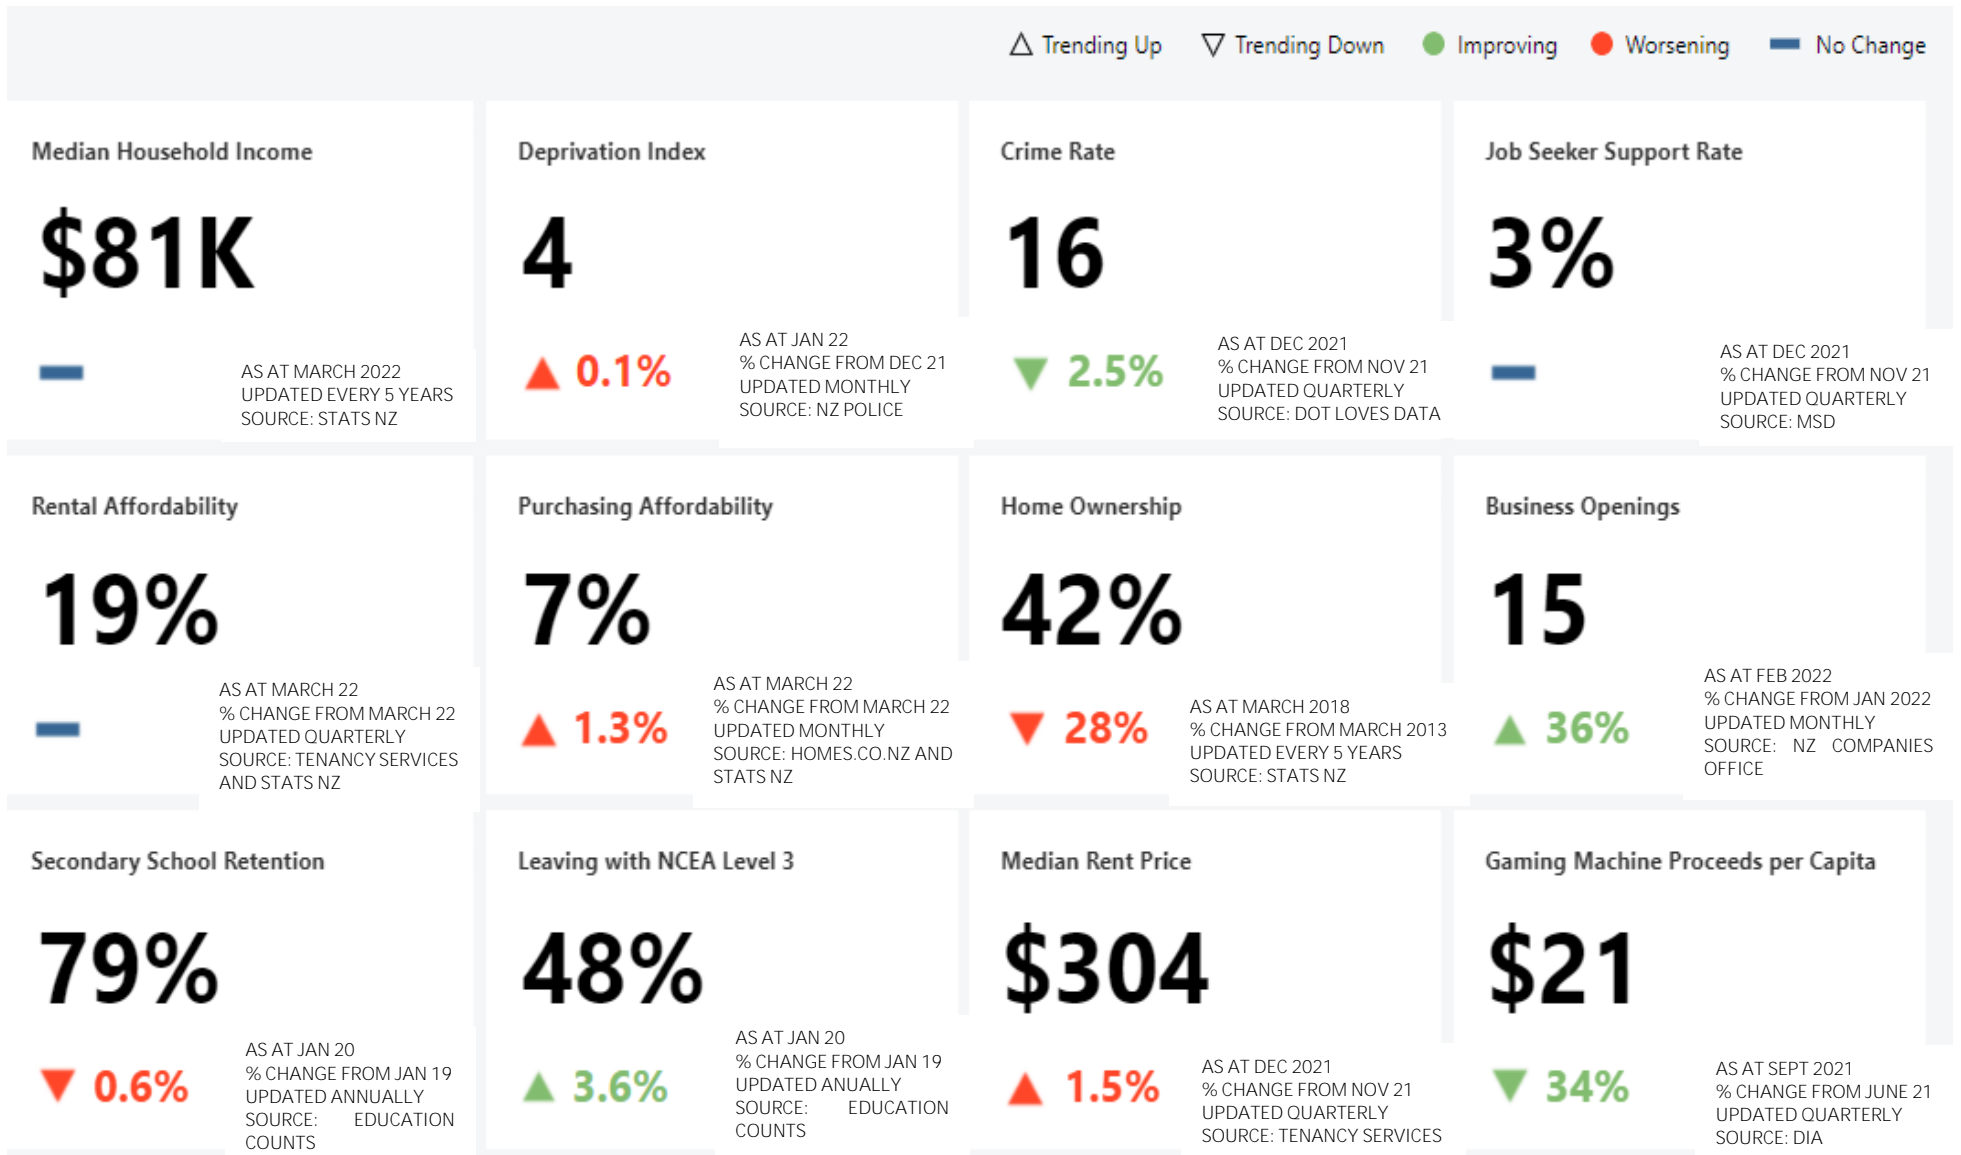 Trending Up Trending Down Improving Worsening No Change
Median Household Income
$81K
AS AT MARCH 2022
UPDATED EVERY 5 YEARS
SOURCE: STATS NZ
Deprivation Index
4
0.1%
AS AT JAN 22
% CHANGE FROM DEC 21
UPDATED MONTHLY
SOURCE: NZ POLICE
Crime Rate
16
2.5%
AS AT DEC 2021
% CHANGE FROM NOV 21
UPDATED QUARTERLY
SOURCE: DOT LOVES DATA
Job Seeker Support Rate
3%
AS AT DEC 2021
% CHANGE FROM NOV 21
UPDATED QUARTERLY
SOURCE: MSD
Rental Affordability
19%
AS AT MARCH 22
% CHANGE FROM MARCH 22
UPDATED QUARTERLY
SOURCE: TENANCY SERVICES
AND STATS NZ
Purchasing Affordability
7%
1.3%
AS AT MARCH 22
% CHANGE FROM MARCH 22
UPDATED MONTHLY
SOURCE: HOMES.CO.NZ AND
STATS NZ
Home Ownership
42%
28%
AS AT MARCH 2018
% CHANGE FROM MARCH 2013
UPDATED EVERY 5 YEARS
SOURCE: STATS NZ
Business Openings
15
36%
AS AT FEB 2022
% CHANGE FROM JAN 2022
UPDATED MONTHLY
SOURCE: NZ COMPANIES
OFFICE
Secondary School Retention
79%
0.6%
AS AT JAN 20
% CHANGE FROM JAN 19
UPDATED ANNUALLY
SOURCE: EDUCATION
COUNTS
Leaving with NCEA Level 3
48%
3.6%
AS AT JAN 20
% CHANGE FROM JAN 19
UPDATED ANUALLY
SOURCE: EDUCATION
COUNTS
Median Rent Price
$304
1.5%
AS AT DEC 2021
% CHANGE FROM NOV 21
UPDATED QUARTERLY
SOURCE: TENANCY SERVICES
Gaming Machine Proceeds per Capita
$21
34%
AS AT SEPT 2021
% CHANGE FROM JUNE 21
UPDATED QUARTERLY
SOURCE: DIA